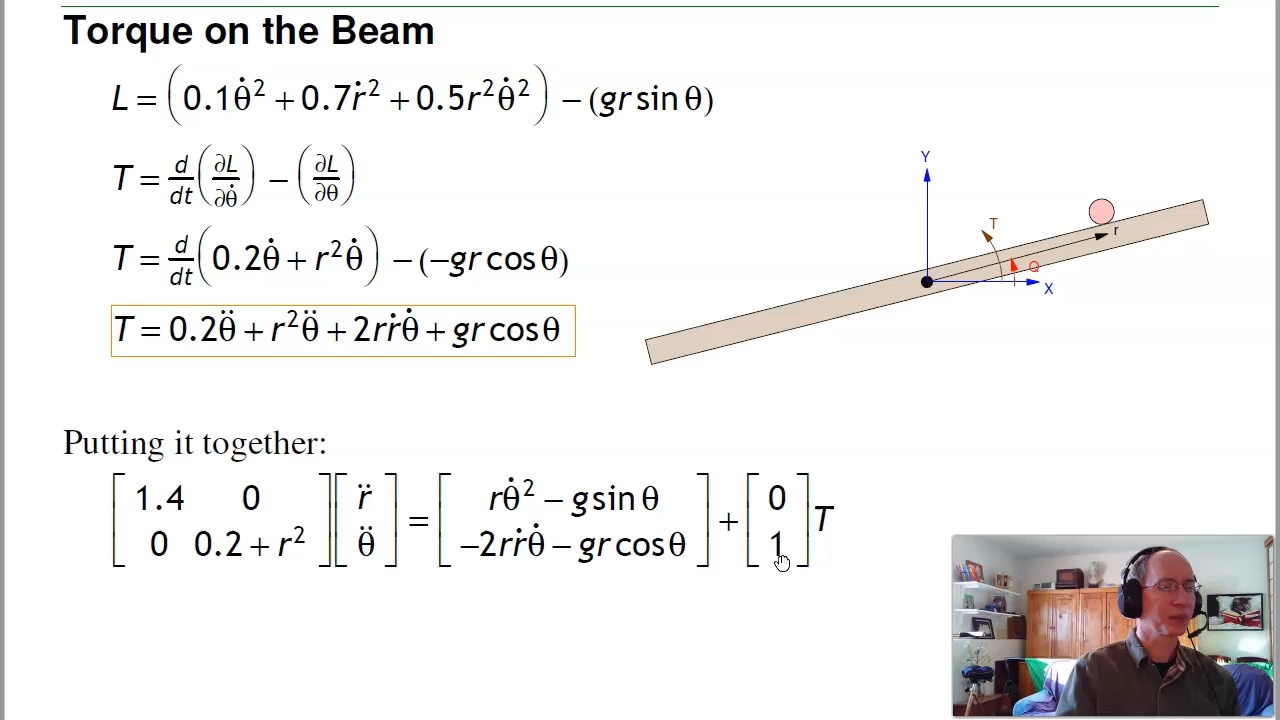 Torque on the Beam
L = (0.1θ̇² + 0.7ṙ² + 0.5r²θ̇²) − (gr sin θ)
T = d/dt (∂L/∂θ̇) − (∂L/∂θ)
T = d/dt (0.2θ̇ + r²θ̇) − (−gr cos θ)
T = 0.2θ̈ + r²θ̈ + 2rṙθ̇ + gr cos θ
Y
T
r
Q
X
Putting it together:
[1.4 0; 0 0.2 + r²] [r̈; θ̈] = [rθ̇² − g sin θ; −2rṙθ̇ − gr cos θ] + [0; 1] T